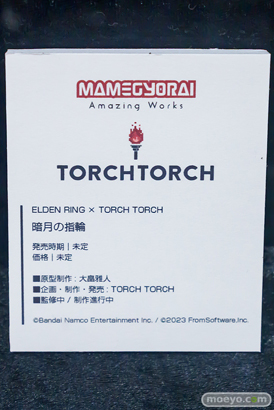 MAMEGYORAI
Amazing Works
TORCHTORCH
ELDEN RING × TORCH TORCH
暗月の指輪
発売時期 | 未定
価格 | 未定
■原型制作 : 大畠雅人
■企画・制作・発売 : TORCH TORCH
■監修中 / 制作進行中
©Bandai Namco Entertainment Inc. / ©2023 FromSoftware,Inc.
moeyo.com